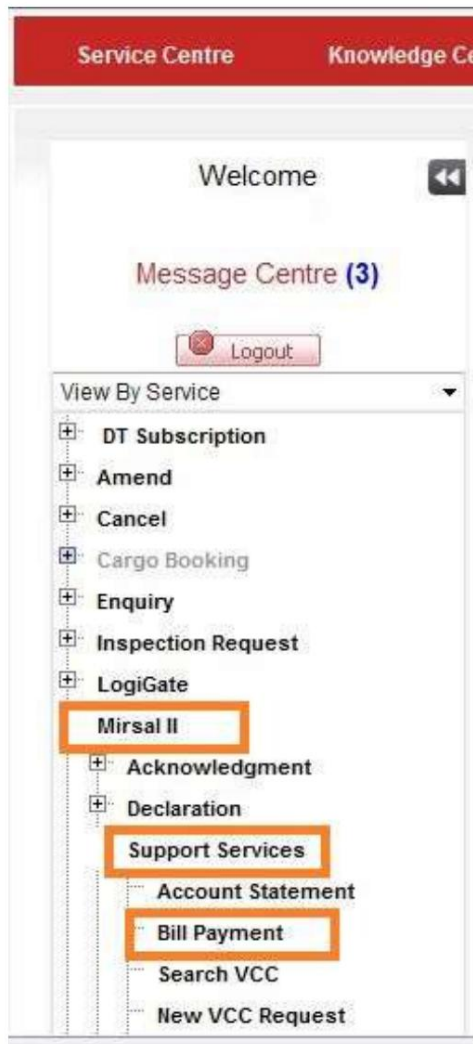 Service Centre Knowledge Ce
Welcome
Message Centre (3)
Logout
View By Service
DT Subscription
Amend
Cancel
Cargo Booking
Enquiry
Inspection Request
LogiGate
Mirsal II
Acknowledgment
Declaration
Support Services
Account Statement
Bill Payment
Search VCC
New VCC Request